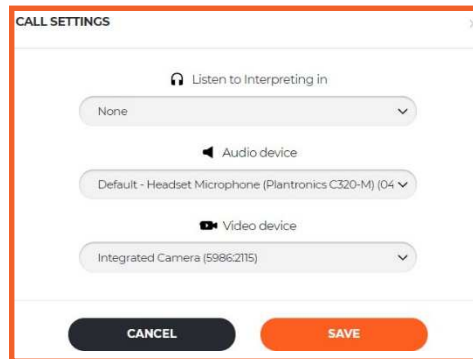 CALL SETTINGS
Listen to Interpreting in
None
Audio device
Default - Headset Microphone (Plantronics C320-M) (04
Video device
Integrated Camera (5986:2115)
CANCEL
SAVE